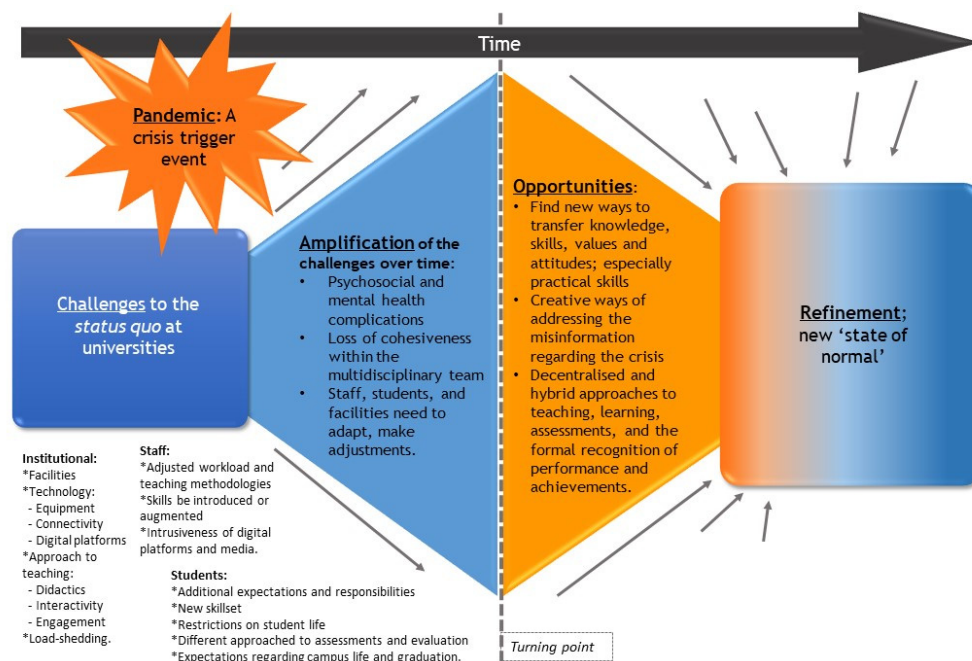 Time
Pandemic: A
crisis trigger
event
Challenges to the
status quo at
universities
Amplification of the
challenges over time:
• Psychosocial and
mental health
complications
• Loss of cohesiveness
within the
multidisciplinary team
• Staff, students, and
facilities need to
adapt, make
adjustments.
Opportunities:
• Find new ways to
transfer knowledge,
skills, values and
attitudes; especially
practical skills
• Creative ways of
addressing the
misinformation
regarding the crisis
• Decentralised and
hybrid approaches to
teaching, learning,
assessments, and the
formal recognition of
performance and
achievements.
Refinement;
new ‘state of
normal’
Institutional:
*Facilities
*Technology:
- Equipment
- Connectivity
- Digital platforms
*Approach to
teaching:
- Didactics
- Interactivity
- Engagement
*Load-shedding.
Staff:
*Adjusted workload and
teaching methodologies
*Skills be introduced or
augmented
*Intrusiveness of digital
platforms and media.
Students:
*Additional expectations and responsibilities
*New skillset
*Restrictions on student life
*Different approached to assessments and evaluation
*Expectations regarding campus life and graduation.
Turning point